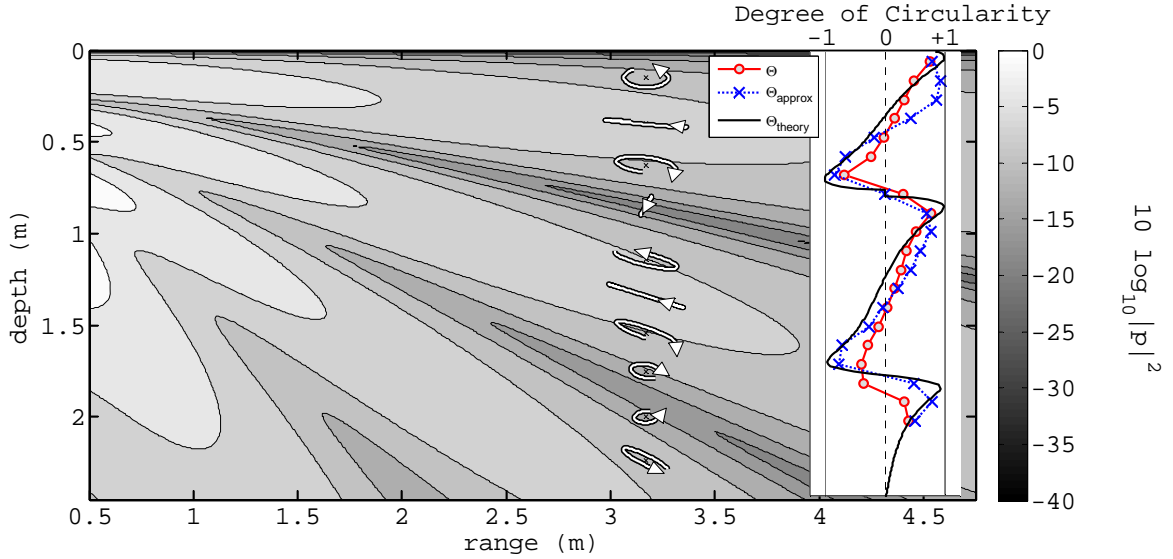 Degree of Circularity
−1 0 +1
Θ
Θapprox
Θtheory
0
0.5
1
1.5
2
depth (m)
0.5 1 1.5 2 2.5 3 3.5 4 4.5
range (m)
0
−5
−10
−15
−20
−25
−30
−35
−40
10 log10|p|2